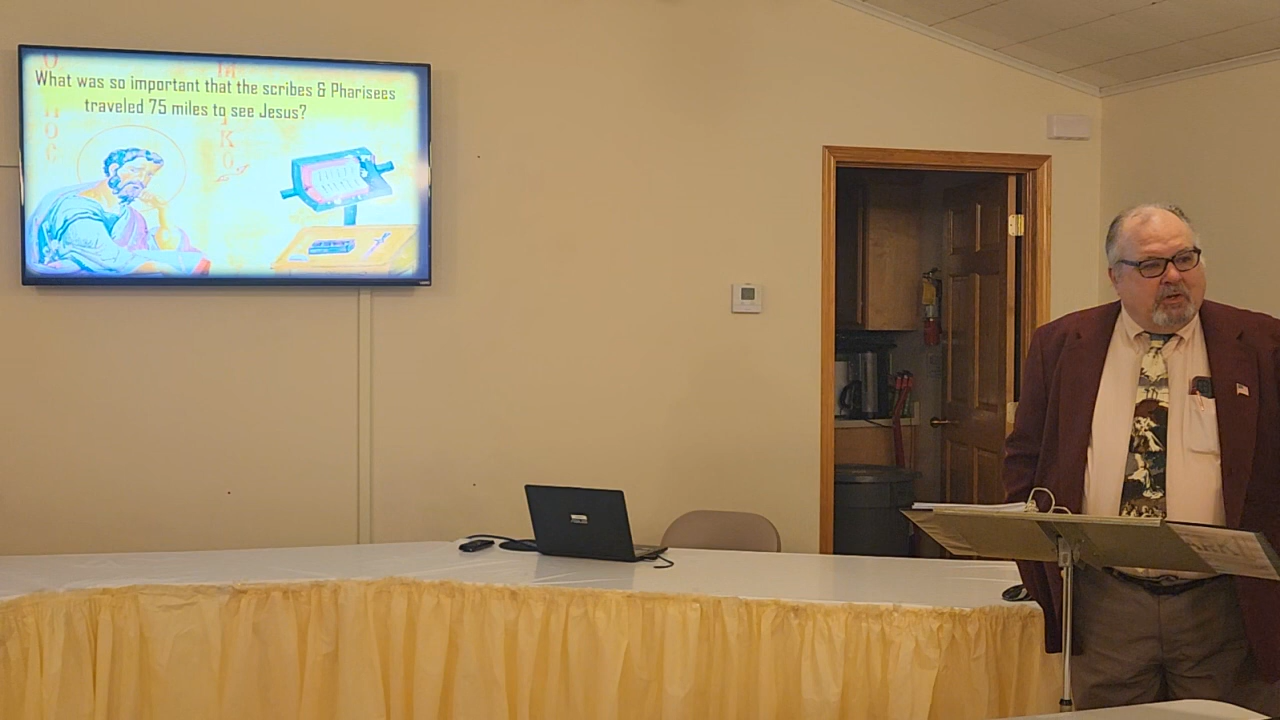 What was so important that the scribes & Pharisees
traveled 75 miles to see Jesus?